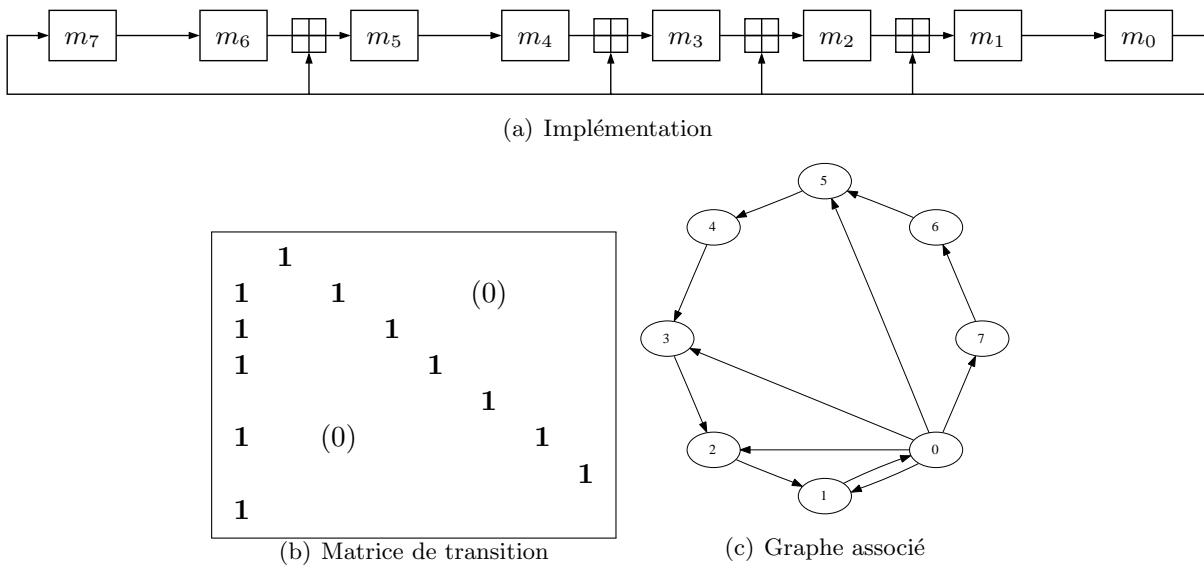 m7 m6 m5 m4 m3 m2 m1 m0
(a) Implémentation
1
1 1 (0)
1 1
1 1
1
1 (0) 1
1
1
(b) Matrice de transition
5
4 6
3 7
2 0
1
(c) Graphe associé